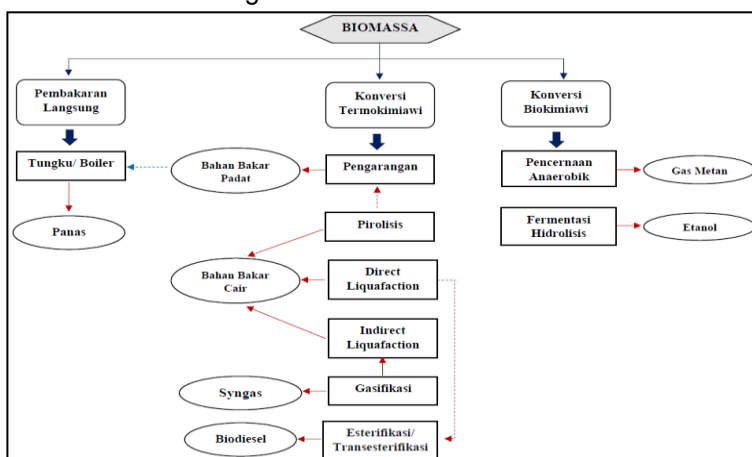 BIOMASSA
Pembakaran
Langsung
Konversi
Termokimiawi
Konversi
Biokimiawi
Tungku/ Boiler
Bahan Bakar
Padat
Pengarangan
Pencernaan
Anaerobik
Gas Metan
Panas
Pirolisis
Fermentasi
Hidrolisis
Etanol
Bahan Bakar
Cair
Direct
Liquafaction
Indirect
Liquafaction
Syngas
Gasifikasi
Biodiesel
Esterifikasi/
Transesterifikasi